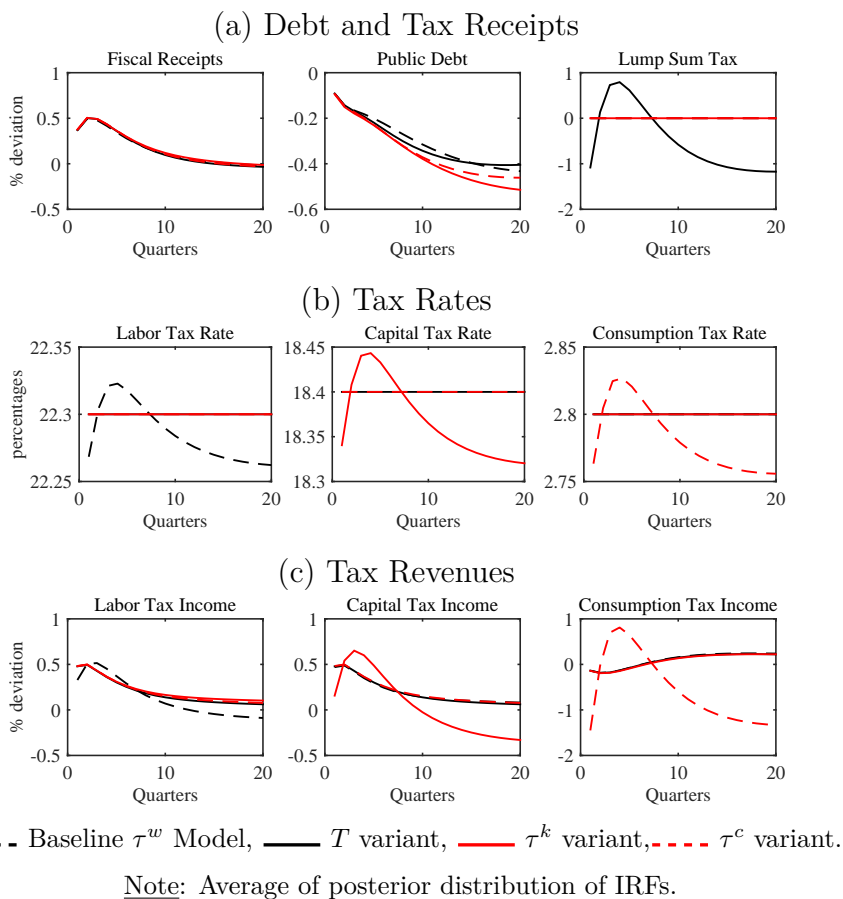 (a) Debt and Tax Receipts
Fiscal Receipts
Public Debt
Lump Sum Tax
% deviation
1
0.5
0
-0.5
0
-0.2
-0.4
-0.6
1
0
-1
-2
0 10 20
0 10 20
0 10 20
Quarters
Quarters
Quarters
(b) Tax Rates
Labor Tax Rate
Capital Tax Rate
Consumption Tax Rate
percentages
22.35
22.3
22.25
18.45
18.4
18.35
18.3
2.85
2.8
2.75
0 10 20
0 10 20
0 10 20
Quarters
Quarters
Quarters
(c) Tax Revenues
Labor Tax Income
Capital Tax Income
Consumption Tax Income
% deviation
1
0.5
0
-0.5
1
0.5
0
-0.5
1
0
-1
-2
0 10 20
0 10 20
0 10 20
Quarters
Quarters
Quarters
Baseline τ^w Model, T variant, τ^k variant, τ^c variant.
Note: Average of posterior distribution of IRFs.